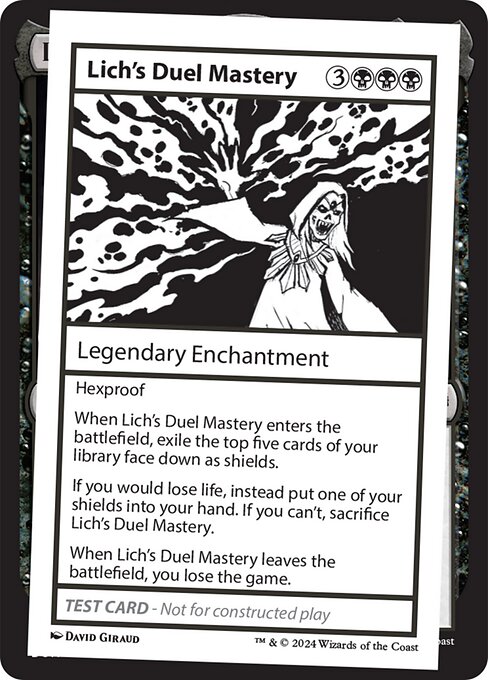 Lich's Duel Mastery 3
Legendary Enchantment
Hexproof
When Lich's Duel Mastery enters the
battlefield, exile the top five cards of your
library face down as shields.
If you would lose life, instead put one of your
shields into your hand. If you can't, sacrifice
Lich's Duel Mastery.
When Lich's Duel Mastery leaves the
battlefield, you lose the game.
TEST CARD - Not for constructed play
DAVID GIRAUD
™ & © 2024 Wizards of the Coast